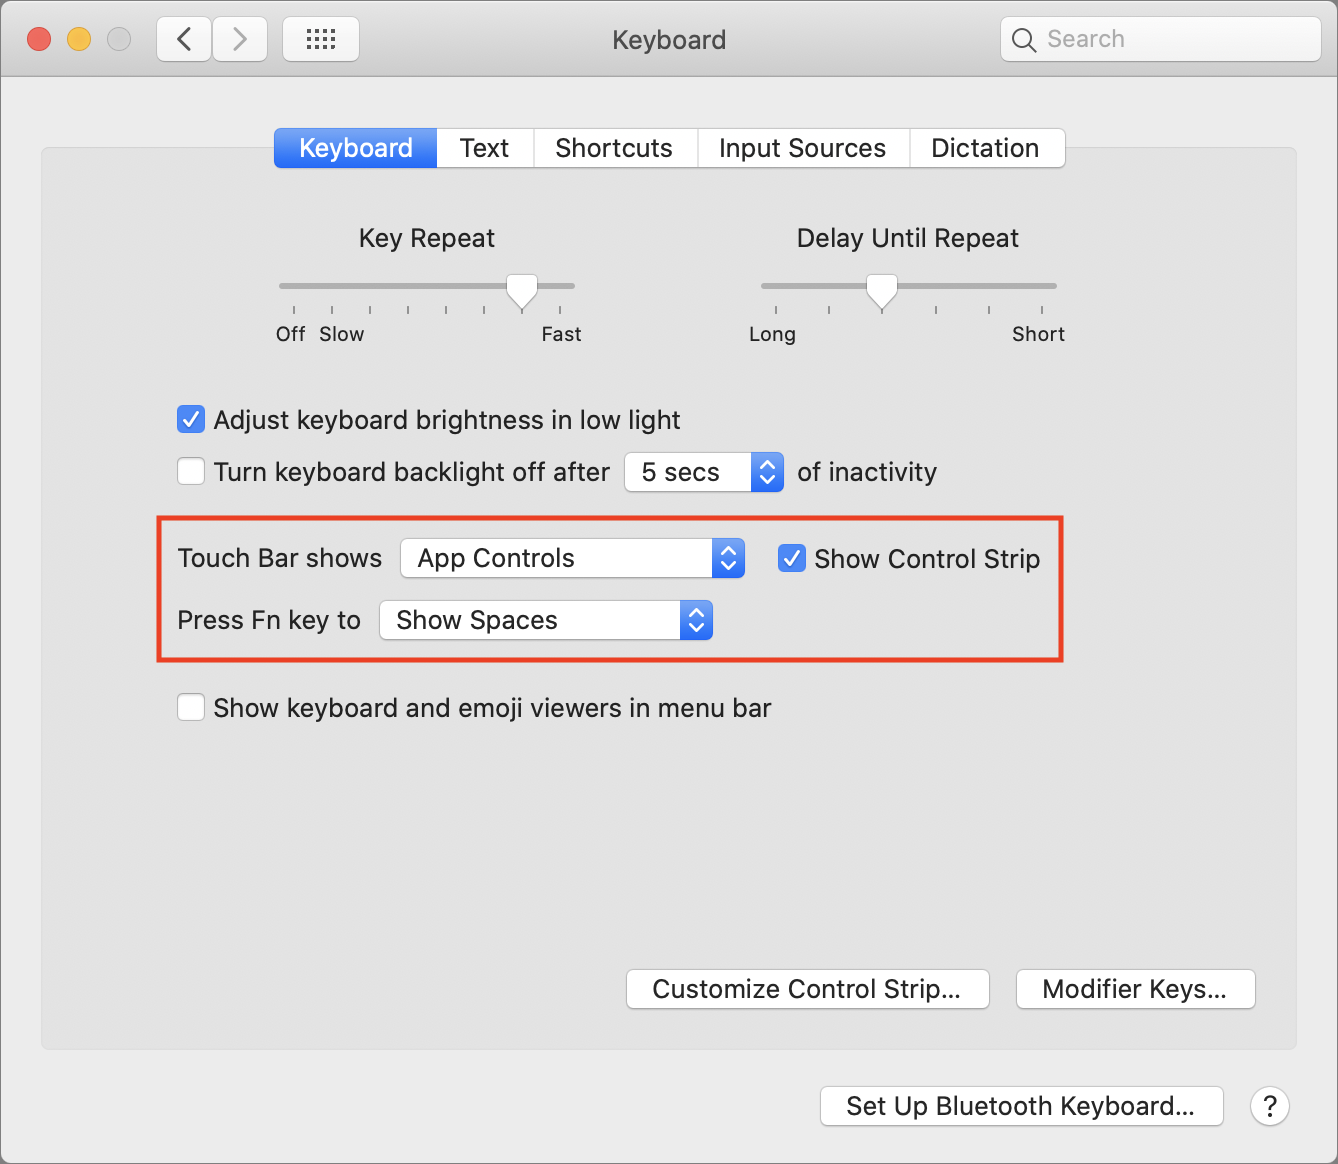 Keyboard
Search
Keyboard Text Shortcuts Input Sources Dictation
Key Repeat Delay Until Repeat
Off Slow Fast Long Short
Adjust keyboard brightness in low light
Turn keyboard backlight off after 5 secs of inactivity
Touch Bar shows App Controls Show Control Strip
Press Fn key to Show Spaces
Show keyboard and emoji viewers in menu bar
Customize Control Strip... Modifier Keys...
Set Up Bluetooth Keyboard... ?